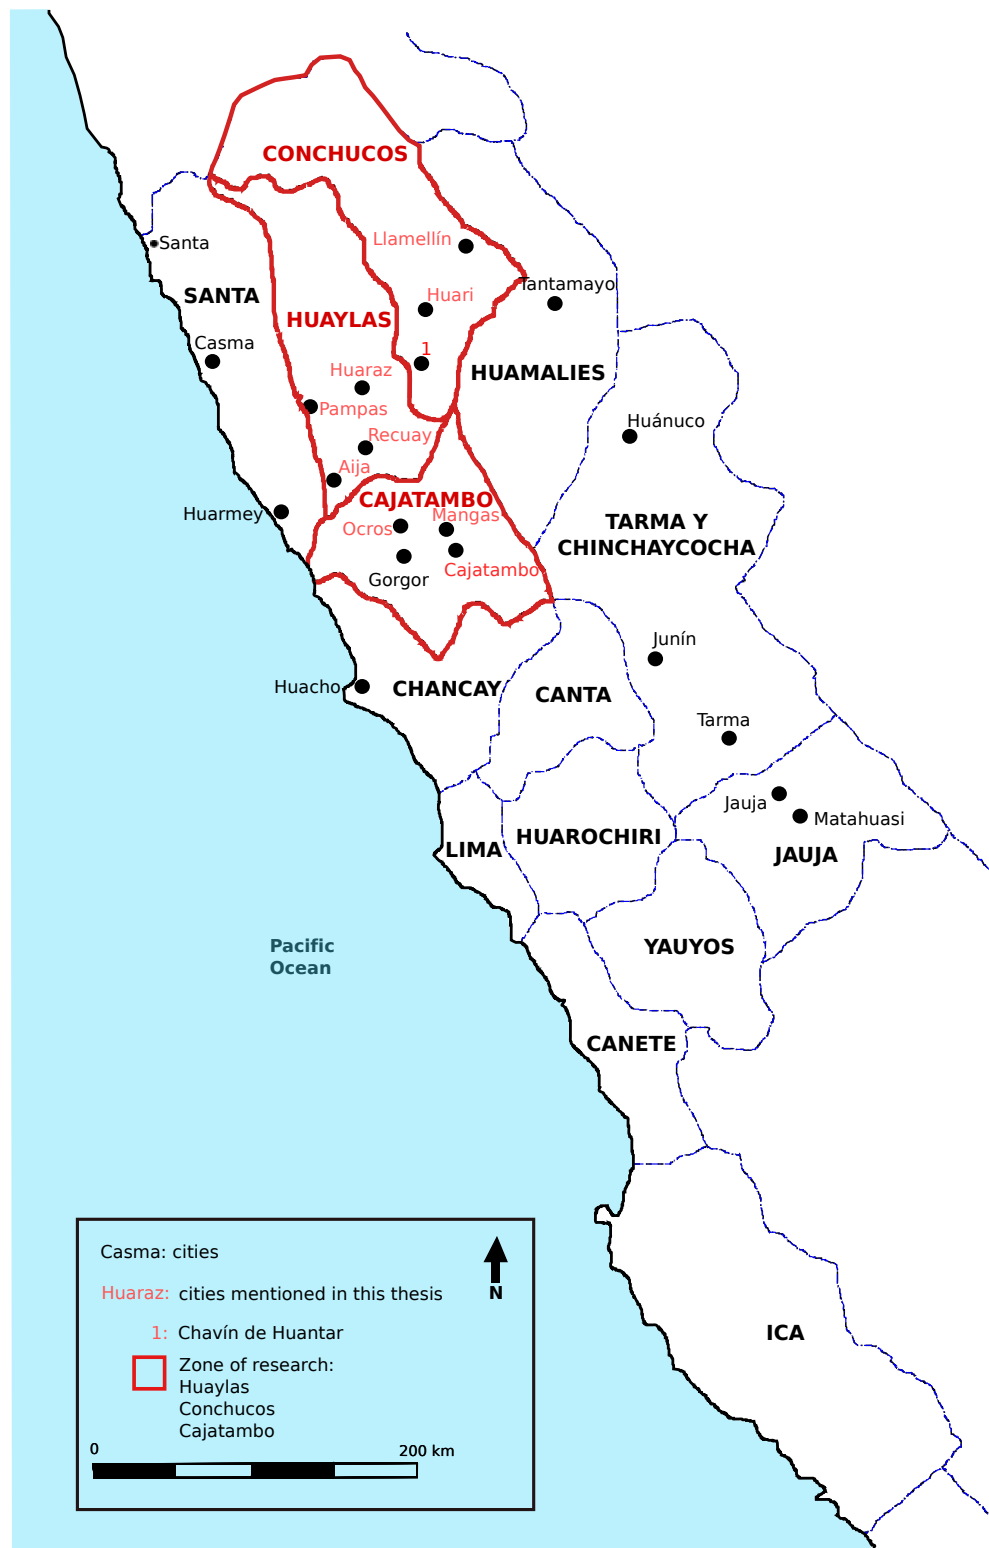 CONCHUCOS
Llamellín
Santa
Tantamayo
SANTA
Huari
HUAYLAS
Casma
1
HUAMALIES
Huaraz
Pampas
Huánuco
Recuay
Aija
CAJATAMBO
Huarmey
Mangas
Ocros
TARMA Y
CHINCHAYCOCHA
Cajatambo
Gorgor
Junín
Huacho
CHANCAY
CANTA
Tarma
Jauja
Matahuasi
HUAROCHIRI
LIMA
JAUJA
Pacific
Ocean
YAUYOS
CANETE
ICA
Casma: cities
N
Huaraz: cities mentioned in this thesis
1: Chavín de Huantar
Zone of research:
Huaylas
Conchucos
Cajatambo
0 200 km